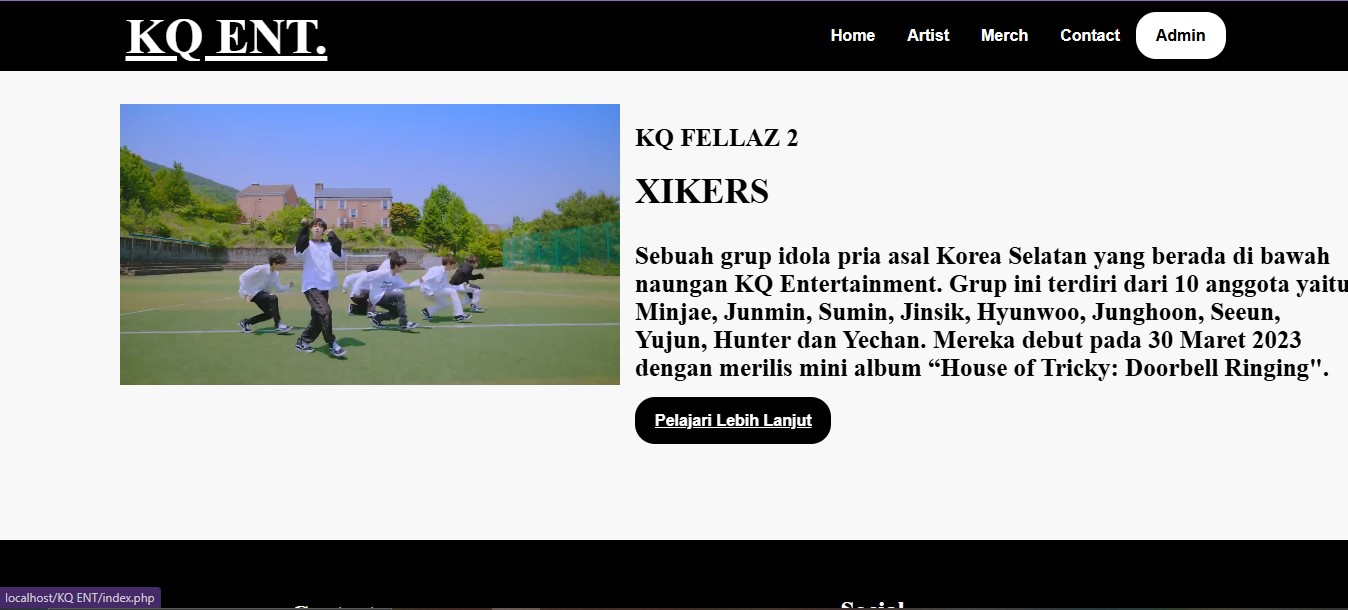 KQ ENT.
Home Artist Merch Contact Admin
KQ FELLAZ 2
XIKERS
Sebuah grup idola pria asal Korea Selatan yang berada di bawah
naungan KQ Entertainment. Grup ini terdiri dari 10 anggota yaitu
Minjae, Junmin, Sumin, Jinsik, Hyunwoo, Junghoon, Seeun,
Yujun, Hunter dan Yechan. Mereka debut pada 30 Maret 2023
dengan merilis mini album “House of Tricky: Doorbell Ringing".
Pelajari Lebih Lanjut
Social
localhost/KQ ENT/index.php